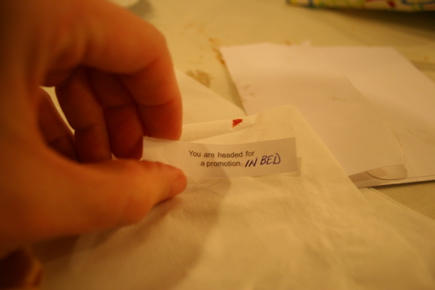 You are headed for
a promotion. IN BED